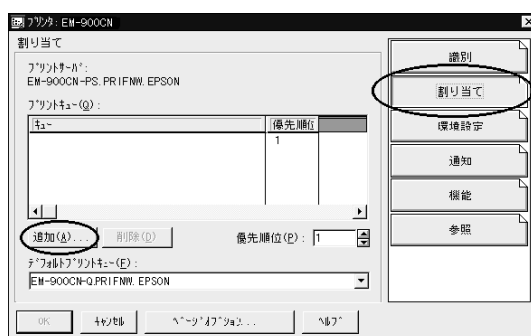 プリンタ : EM-900CN
割り当て
プリントサーバ :
EM-900CN-PS.PRIFNW.EPSON
プリントキュー(Q) :
キュー
優先順位
1
追加(A)...
削除(D)
優先順位(P) : 1
デフォルトプリントキュー(F) :
EM-900CN-Q.PRIFNW.EPSON
OK
キャンセル
ページオプション...
ヘルプ
識別
割り当て
環境設定
通知
機能
参照